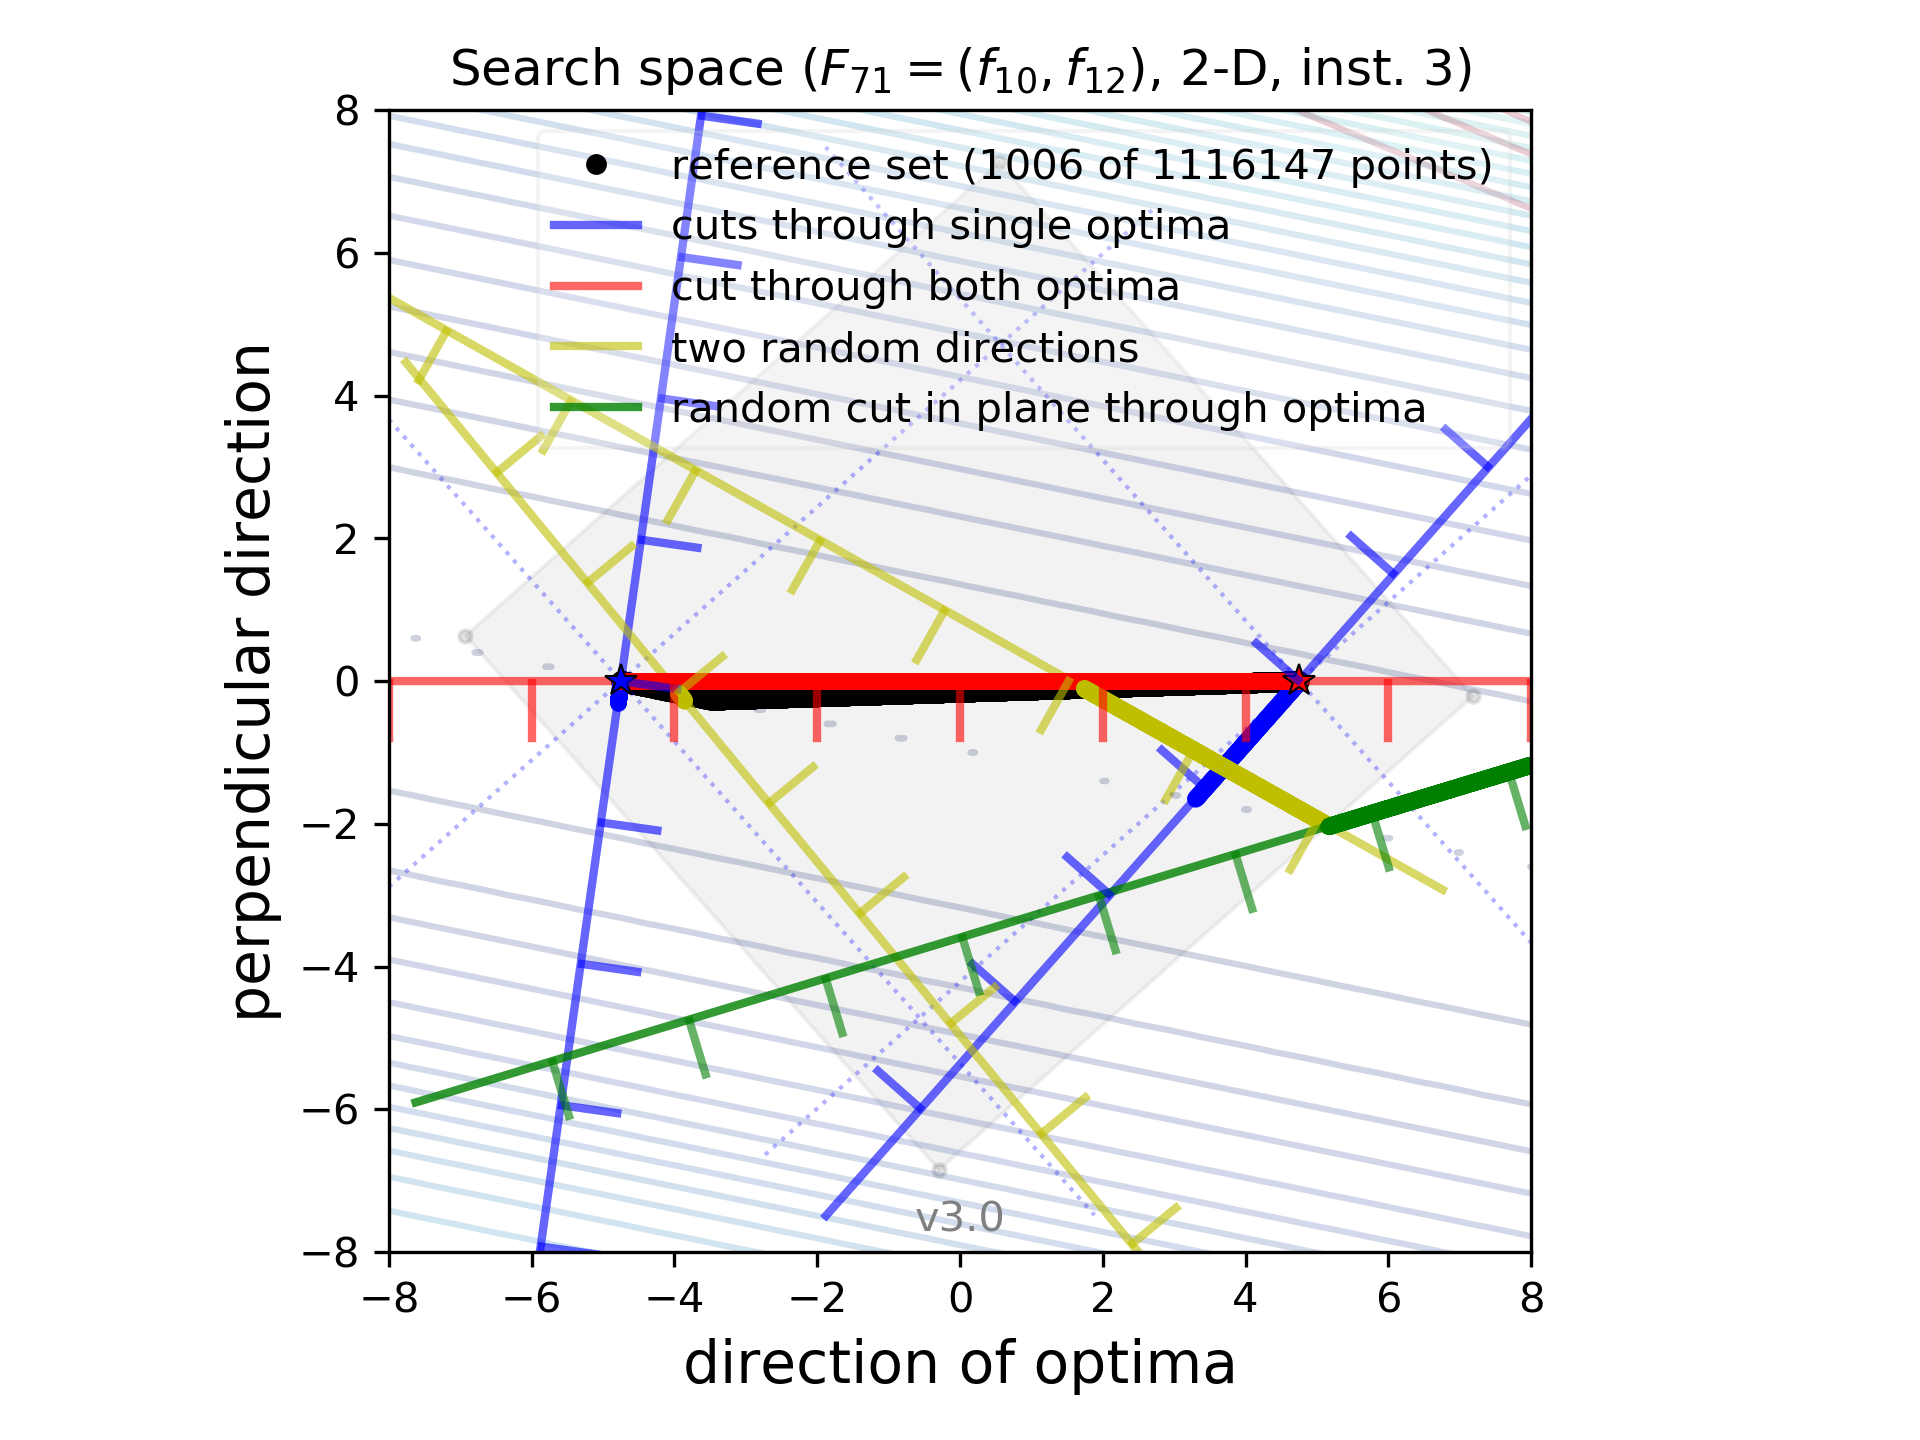 Search space (F71 = (f10, f12), 2-D, inst. 3)
reference set (1006 of 1116147 points)
cuts through single optima
cut through both optima
two random directions
random cut in plane through optima
perpendicular direction
8
6
4
2
0
−2
−4
−6
−8
v3.0
−8 −6 −4 −2 0 2 4 6 8
direction of optima